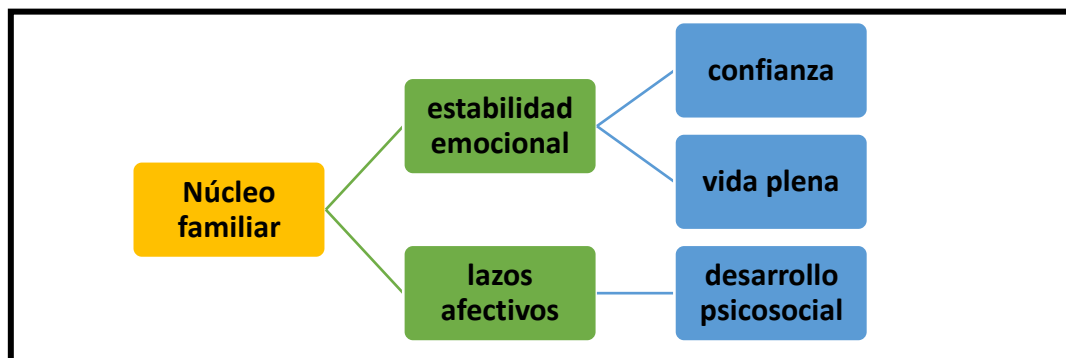 Núcleo
familiar
estabilidad
emocional
confianza
vida plena
lazos
afectivos
desarrollo
psicosocial